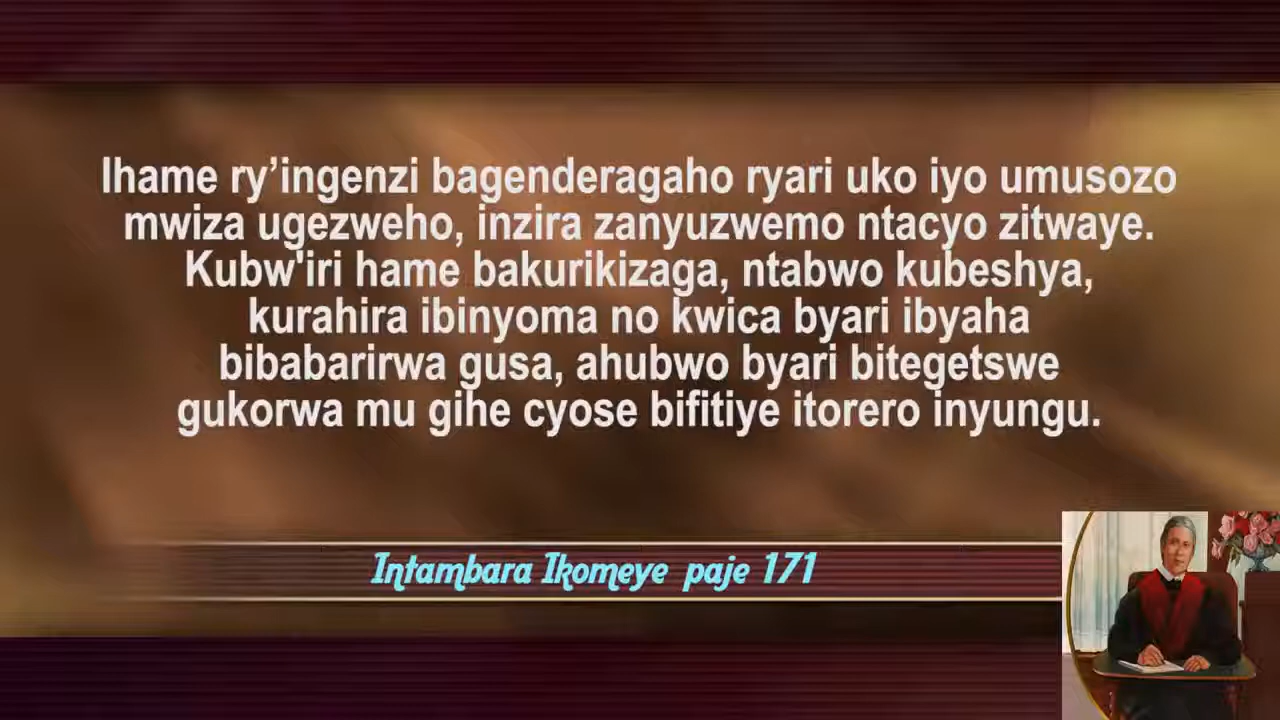 Ihame ry’ingenzi bagenderagaho ryari uko iyo umusozo
mwiza ugezweho, inzira zanyuzwemo ntacyo zitwaye.
Kubw'iri hame bakurikizaga, ntabwo kubeshya,
kurahira ibinyoma no kwica byari ibyaha
bibabarirwa gusa, ahubwo byari bitegetswe
gukorwa mu gihe cyose bifitiye itorero inyungu.
Intambara Ikomeye paje 171